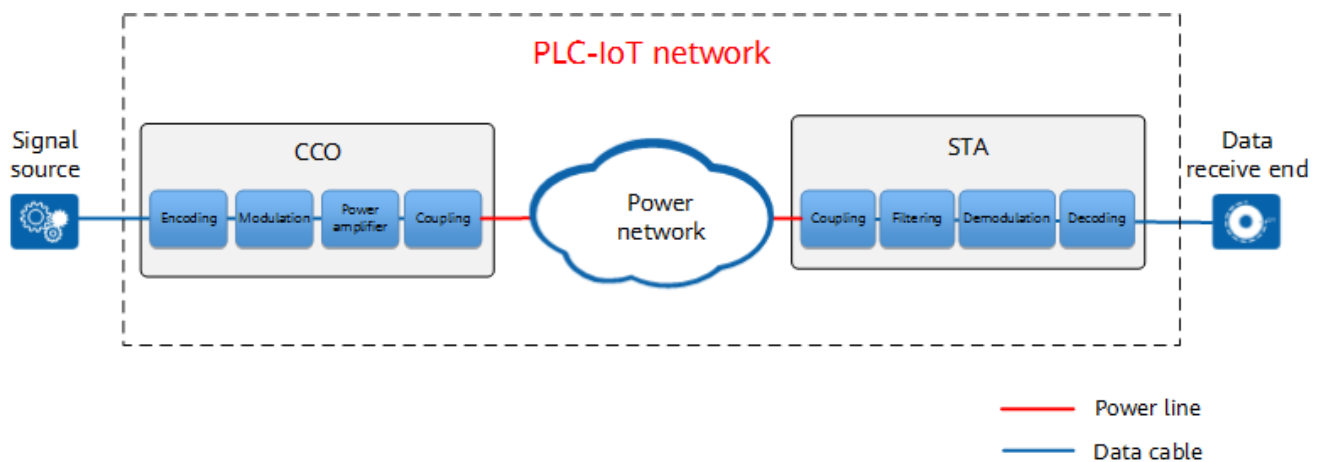 PLC-IoT network
Signal
source
CCO
Encoding
Modulation
Power
amplifier
Coupling
Power
network
STA
Coupling
Filtering
Demodulation
Decoding
Data
receive end
Power line
Data cable